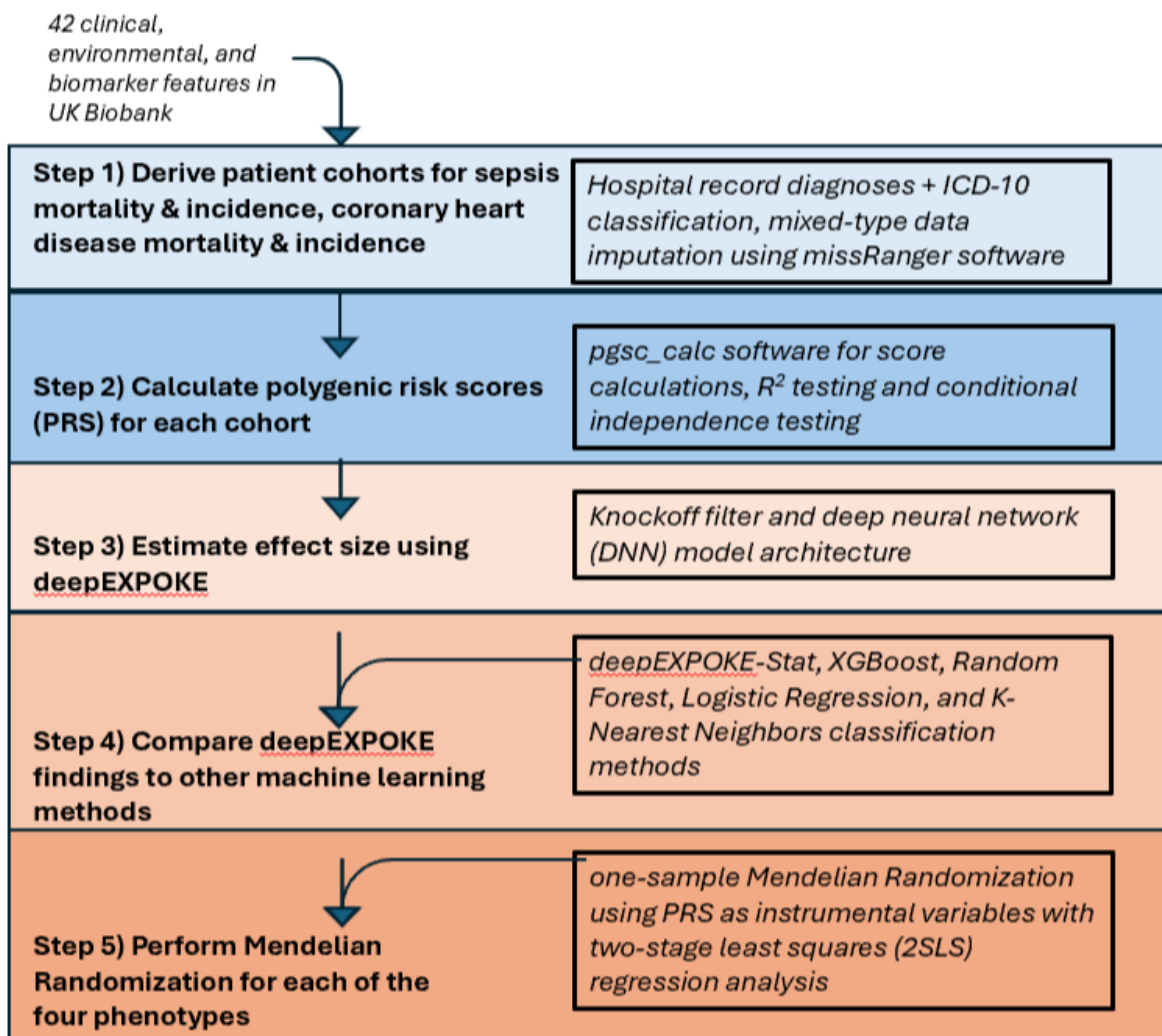 42 clinical,
environmental, and
biomarker features in
UK Biobank
Step 1) Derive patient cohorts for sepsis
mortality & incidence, coronary heart
disease mortality & incidence
Hospital record diagnoses + ICD-10
classification, mixed-type data
imputation using missRanger software
Step 2) Calculate polygenic risk scores
(PRS) for each cohort
pgsc_calc software for score
calculations, R² testing and conditional
independence testing
Step 3) Estimate effect size using
deepEXPOKE
Knockoff filter and deep neural network
(DNN) model architecture
Step 4) Compare deepEXPOKE
findings to other machine learning
methods
deepEXPOKE-Stat, XGBoost, Random
Forest, Logistic Regression, and K-
Nearest Neighbors classification
methods
Step 5) Perform Mendelian
Randomization for each of the
four phenotypes
one-sample Mendelian Randomization
using PRS as instrumental variables with
two-stage least squares (2SLS)
regression analysis